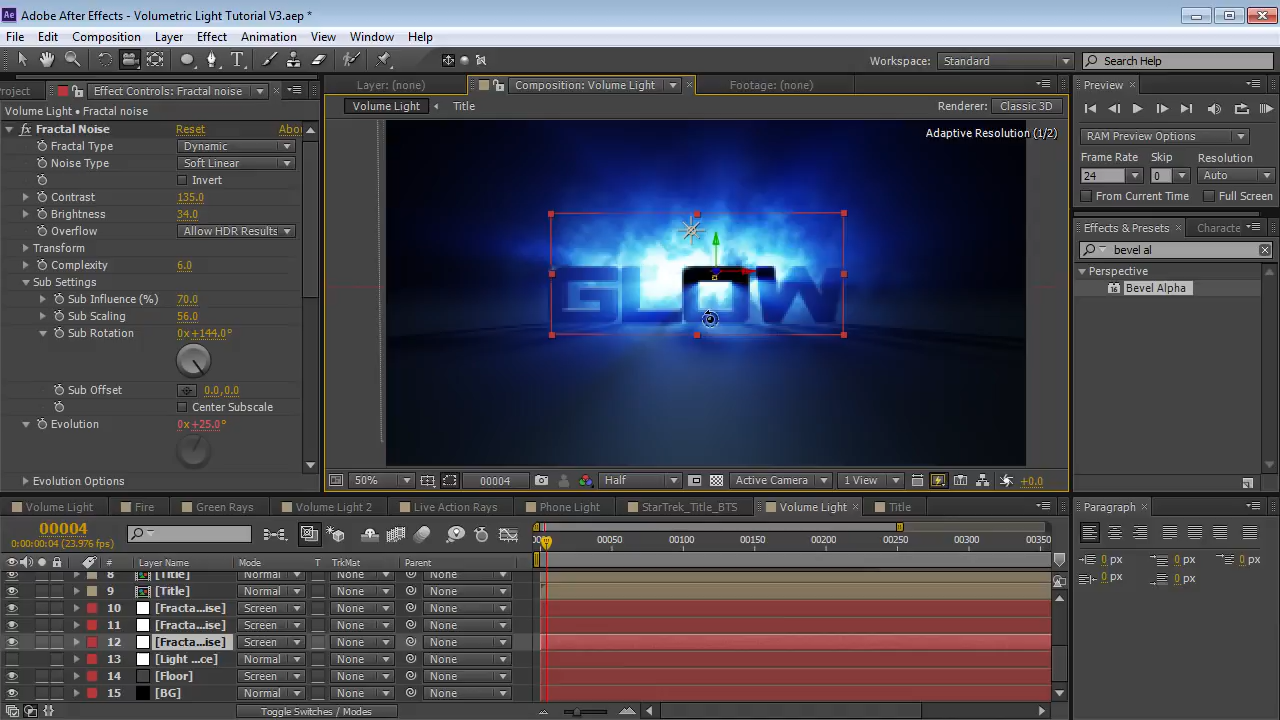 Adobe After Effects - Volumetric Light Tutorial V3.aep *
File Edit Composition Layer Effect Animation View Window Help
Workspace: Standard Search Help
Project Effect Controls: Fractal noise Layer: (none) Composition: Volume Light Footage: (none) Preview
Volume Light • Fractal noise Volume Light Title Renderer: Classic 3D
Fractal Noise Reset Abo
Fractal Type Dynamic
Noise Type Soft Linear
Invert
Contrast 135.0
Brightness 34.0
Overflow Allow HDR Results
Transform
Complexity 6.0
Sub Settings
Sub Influence (%) 70.0
Sub Scaling 56.0
Sub Rotation 0x+144.0°
Sub Offset 0.0,0.0
Center Subscale
Evolution 0x+25.0°
Evolution Options
Adaptive Resolution (1/2)
GLOW
50% 00004 Half Active Camera 1 View +0.0
RAM Preview Options
Frame Rate Skip Resolution
24 0 Auto
From Current Time Full Screen
Effects & Presets Characte
bevel al
Perspective
16 Bevel Alpha
Volume Light Fire Green Rays Volume Light 2 Live Action Rays Phone Light StarTrek_Title_BTS Volume Light Title
00004
0:00:00:04 (23.976 fps)
00050 00100 00150 00200 00250 00300 00350
# Layer Name Mode T TrkMat Parent
8 [Title] Normal None None
9 [Title] Normal None None
10 [Fracta...ise] Screen None None
11 [Fracta...ise] Screen None None
12 [Fracta...ise] Screen None None
13 [Light ...ce] Normal None None
14 [Floor] Screen None None
15 [BG] Normal None None
Toggle Switches / Modes
Paragraph
0 px 0 px 0 px
0 px 0 px